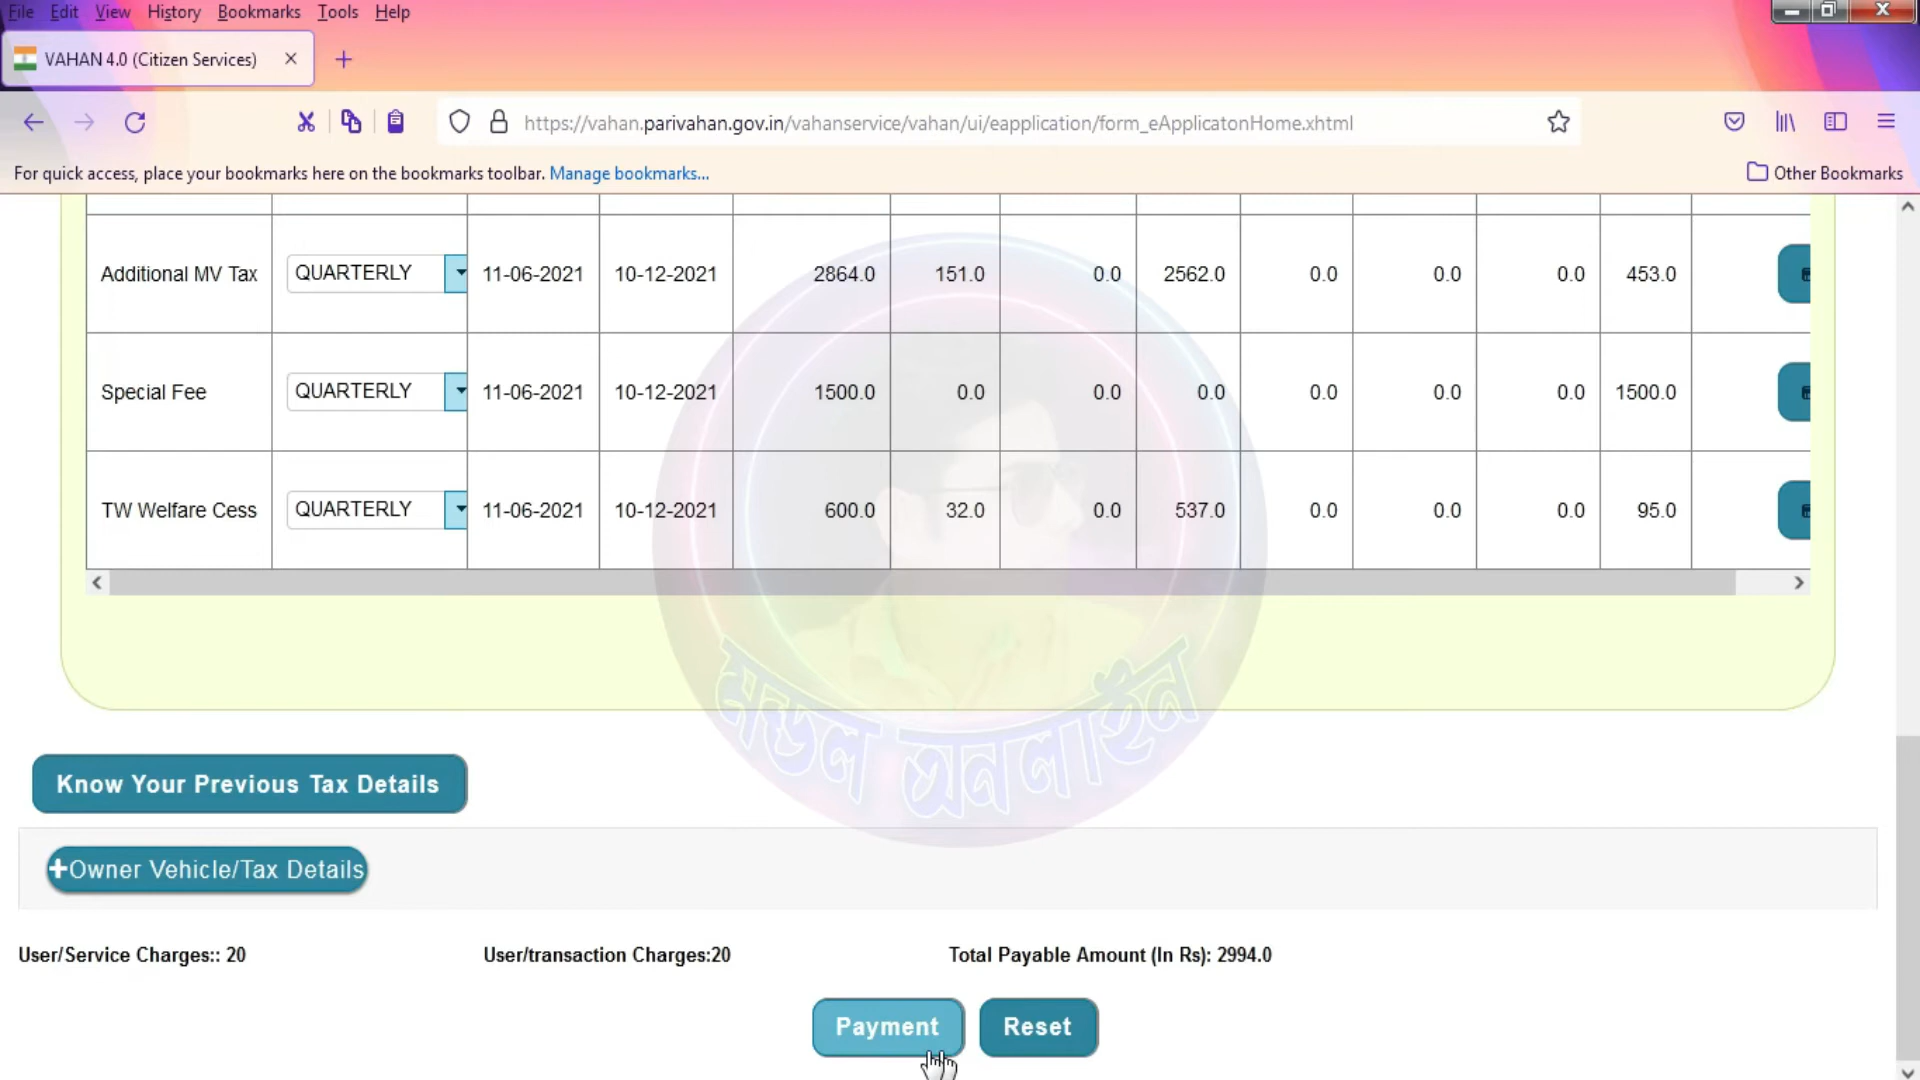 File Edit View History Bookmarks Tools Help
VAHAN 4.0 (Citizen Services)
https://vahan.parivahan.gov.in/vahanservice/vahan/ui/eapplication/form_eApplicatonHome.xhtml
For quick access, place your bookmarks here on the bookmarks toolbar. Manage bookmarks... Other Bookmarks
Additional MV Tax QUARTERLY 11-06-2021 10-12-2021 2864.0 151.0 0.0 2562.0 0.0 0.0 0.0 453.0
Special Fee QUARTERLY 11-06-2021 10-12-2021 1500.0 0.0 0.0 0.0 0.0 0.0 0.0 1500.0
TW Welfare Cess QUARTERLY 11-06-2021 10-12-2021 600.0 32.0 0.0 537.0 0.0 0.0 0.0 95.0
মন্ডল অনলাইন
Know Your Previous Tax Details
Owner Vehicle/Tax Details
User/Service Charges:: 20 User/transaction Charges:20 Total Payable Amount (In Rs): 2994.0
Payment Reset